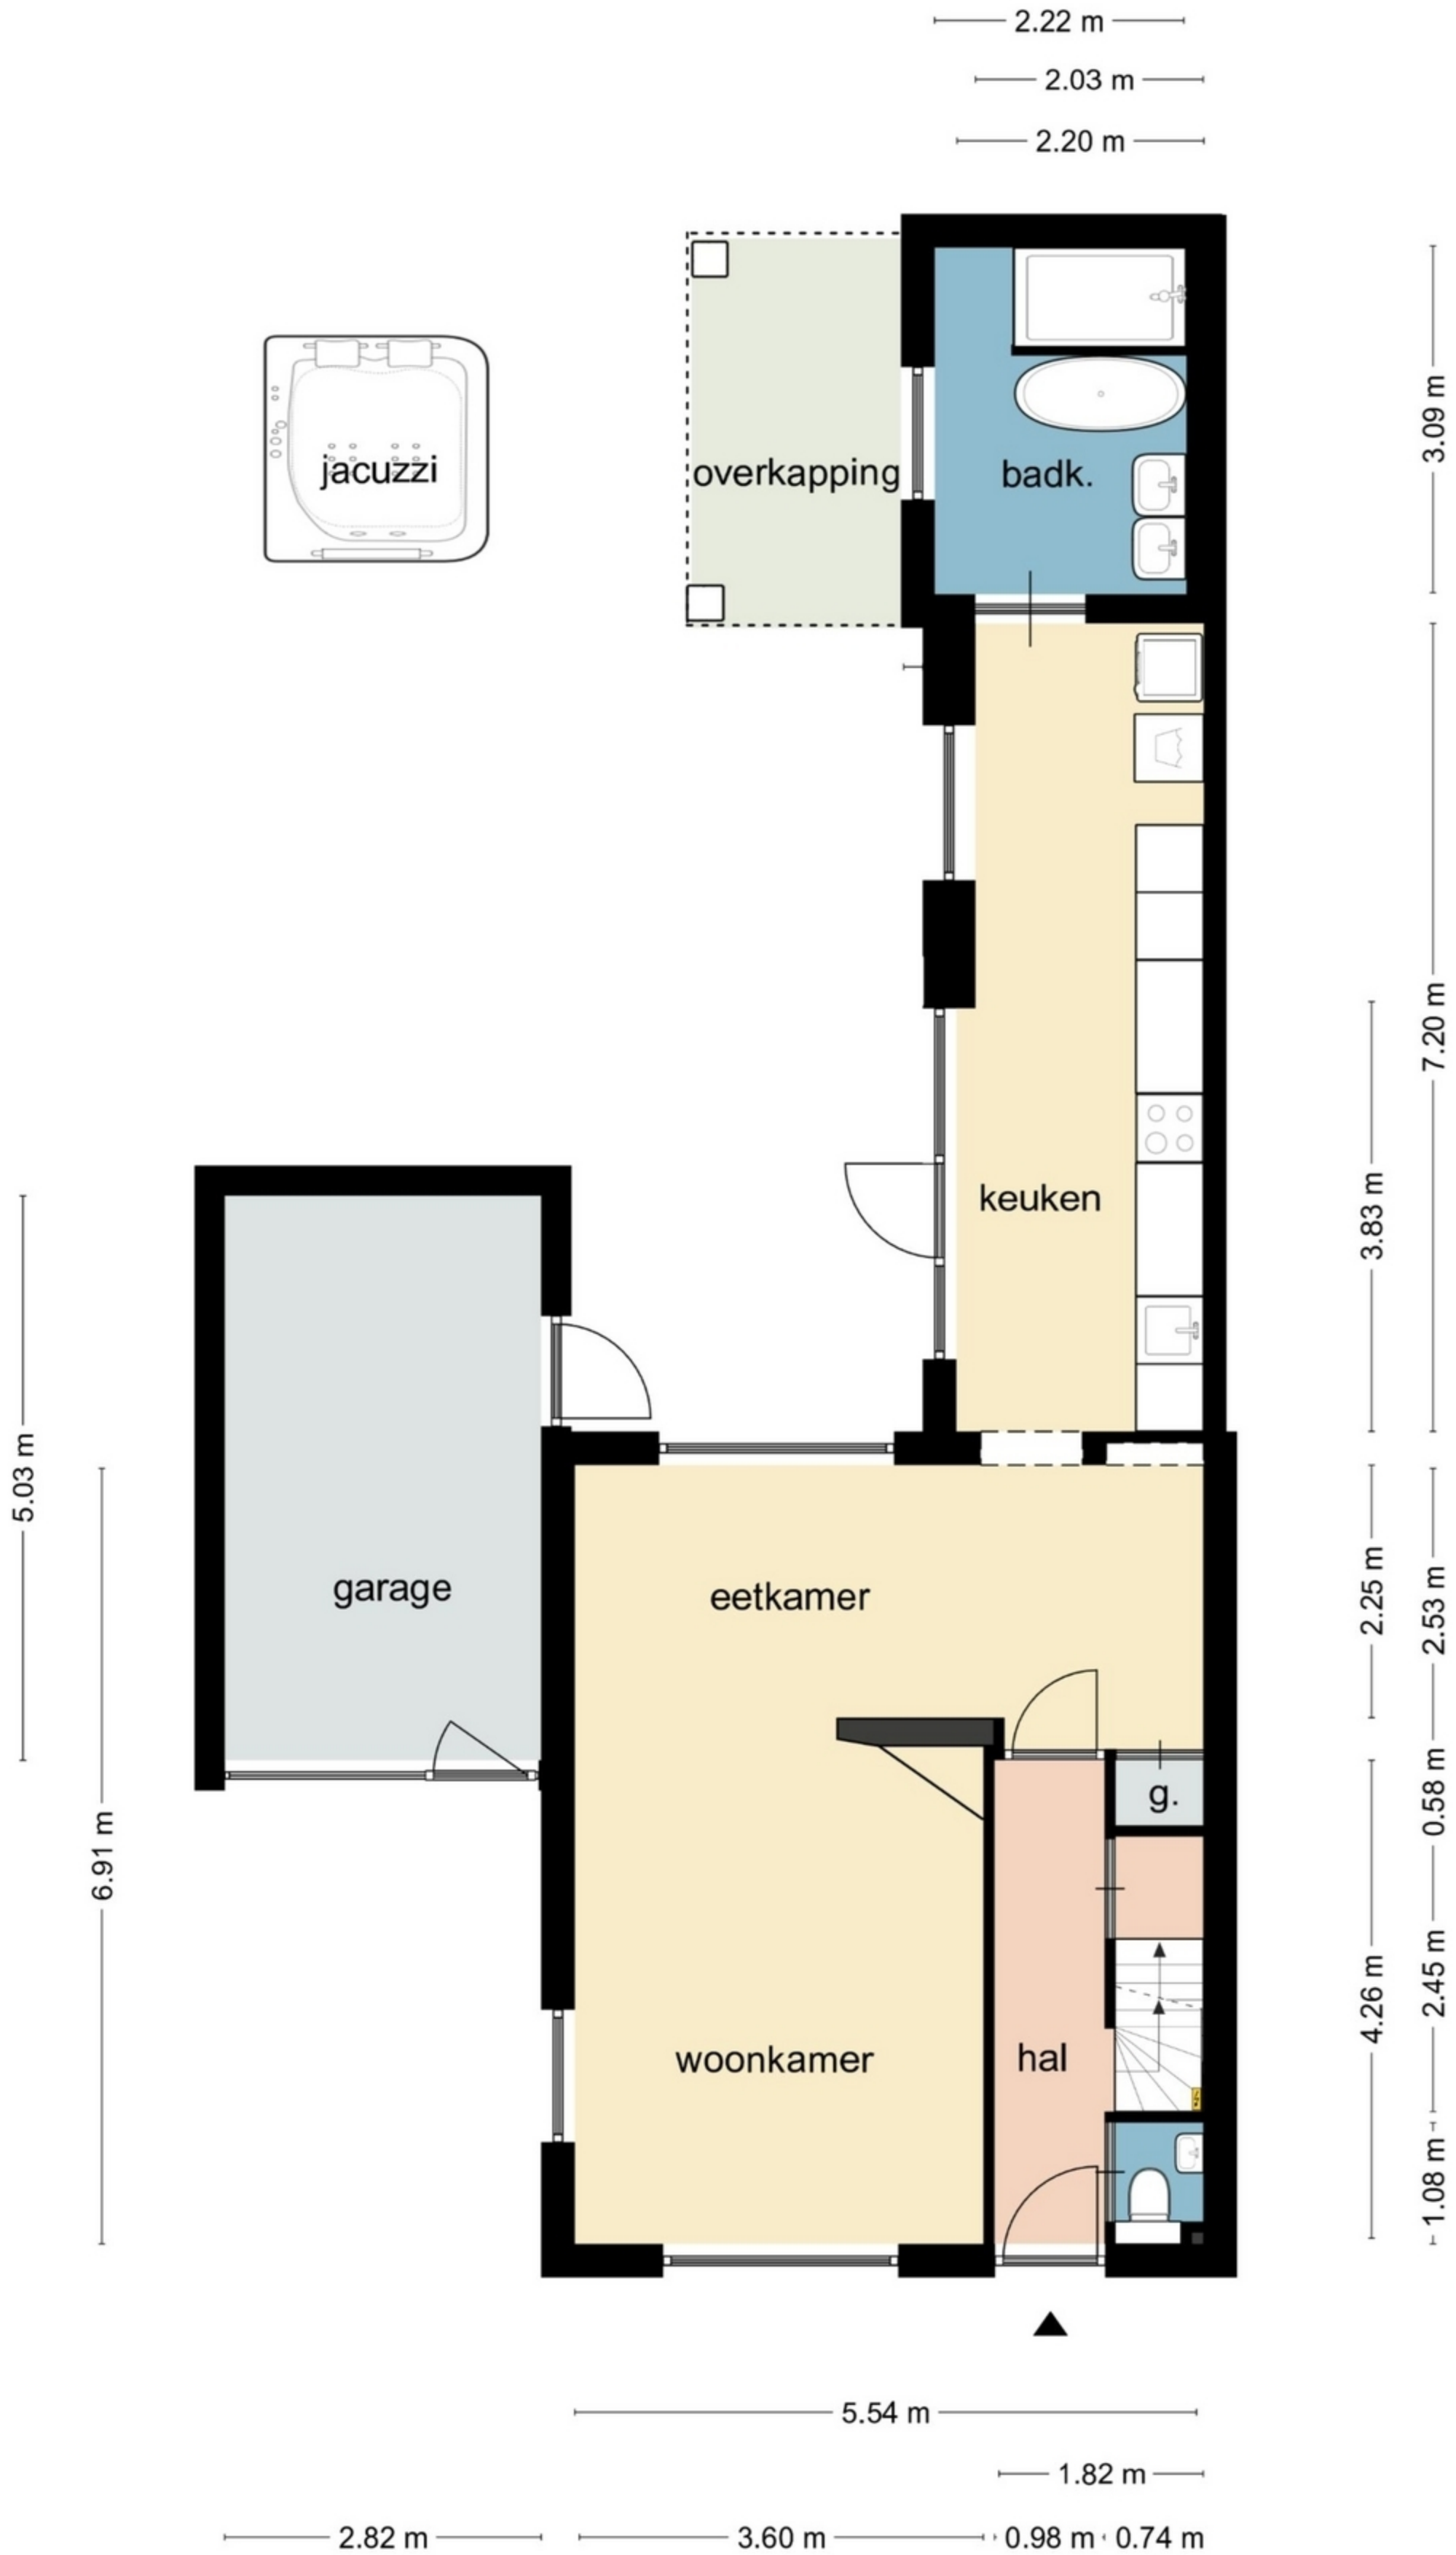 2.22 m
2.03 m
2.20 m
jacuzzi
overkapping
badk.
3.09 m
7.20 m
keuken
3.83 m
5.03 m
garage
eetkamer
2.25 m
2.53 m
g.
0.58 m
6.91 m
woonkamer
hal
4.26 m
2.45 m
1.08 m
5.54 m
1.82 m
2.82 m
3.60 m
0.98 m
0.74 m